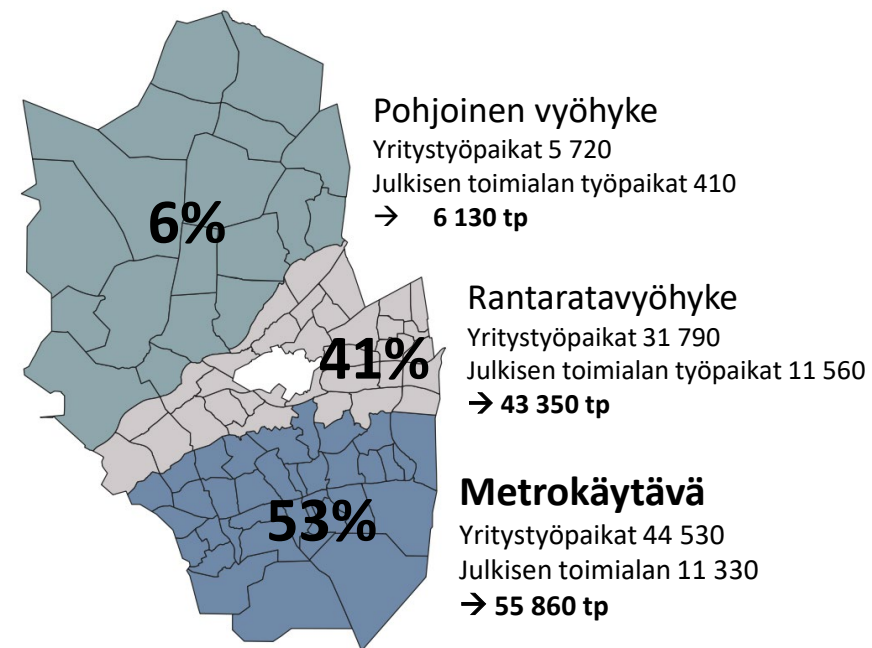 Pohjoinen vyöhyke
Yritystyöpaikat 5 720
Julkisen toimialan työpaikat 410
→ 6 130 tp
6%
Rantaratavyöhyke
Yritystyöpaikat 31 790
Julkisen toimialan työpaikat 11 560
→ 43 350 tp
41%
Metrokäytävä
Yritystyöpaikat 44 530
Julkisen toimialan 11 330
→ 55 860 tp
53%